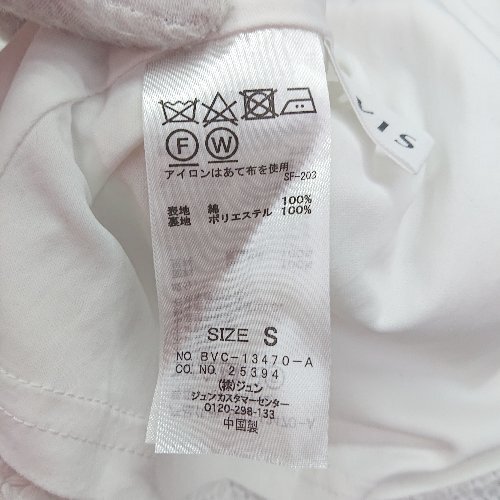 VIS
F W
アイロンはあて布を使用
SF-203
表地 綿 100%
裏地 ポリエステル 100%
SIZE S
NO. BVC-13470-A
CO. NO. 25394
(株)ジュン
ジュンカスタマーセンター
0120-298-133
中国製